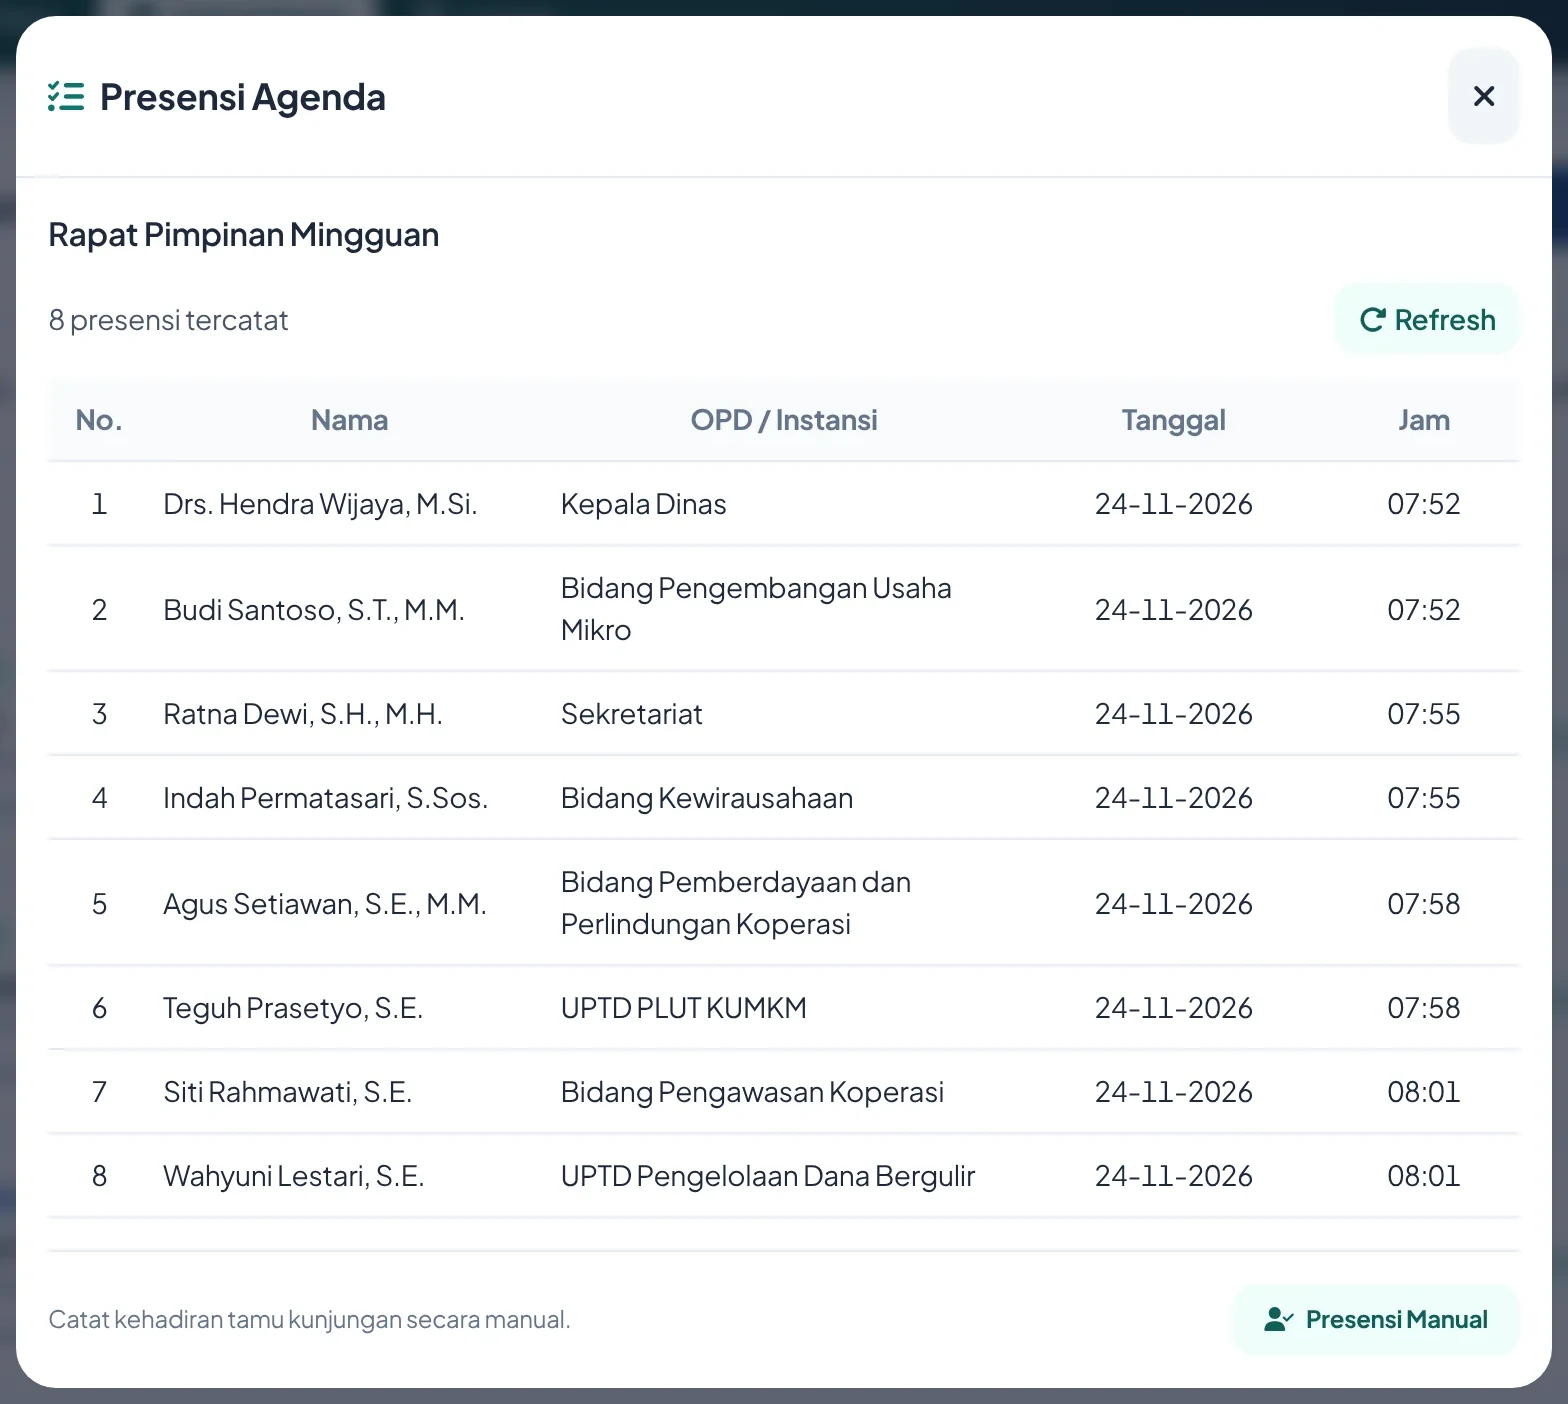 Presensi Agenda
Rapat Pimpinan Mingguan
8 presensi tercatat
Refresh
No. Nama OPD / Instansi Tanggal Jam
1 Drs. Hendra Wijaya, M.Si. Kepala Dinas 24-11-2026 07:52
2 Budi Santoso, S.T., M.M. Bidang Pengembangan Usaha
Mikro 24-11-2026 07:52
3 Ratna Dewi, S.H., M.H. Sekretariat 24-11-2026 07:55
4 Indah Permatasari, S.Sos. Bidang Kewirausahaan 24-11-2026 07:55
5 Agus Setiawan, S.E., M.M. Bidang Pemberdayaan dan
Perlindungan Koperasi 24-11-2026 07:58
6 Teguh Prasetyo, S.E. UPTD PLUT KUMKM 24-11-2026 07:58
7 Siti Rahmawati, S.E. Bidang Pengawasan Koperasi 24-11-2026 08:01
8 Wahyuni Lestari, S.E. UPTD Pengelolaan Dana Bergulir 24-11-2026 08:01
Catat kehadiran tamu kunjungan secara manual.
Presensi Manual